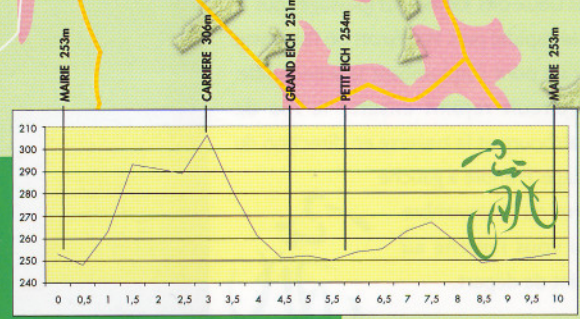 MAIRIE 253m
CARRIERE 306m
GRAND EICH 251m
PETIT EICH 254m
MAIRIE 253m
210
300
290
280
270
260
250
240
0 0,5 1 1,5 2 2,5 3 3,5 4 4,5 5 5,5 6 6,5 7 7,5 8 8,5 9 9,5 10